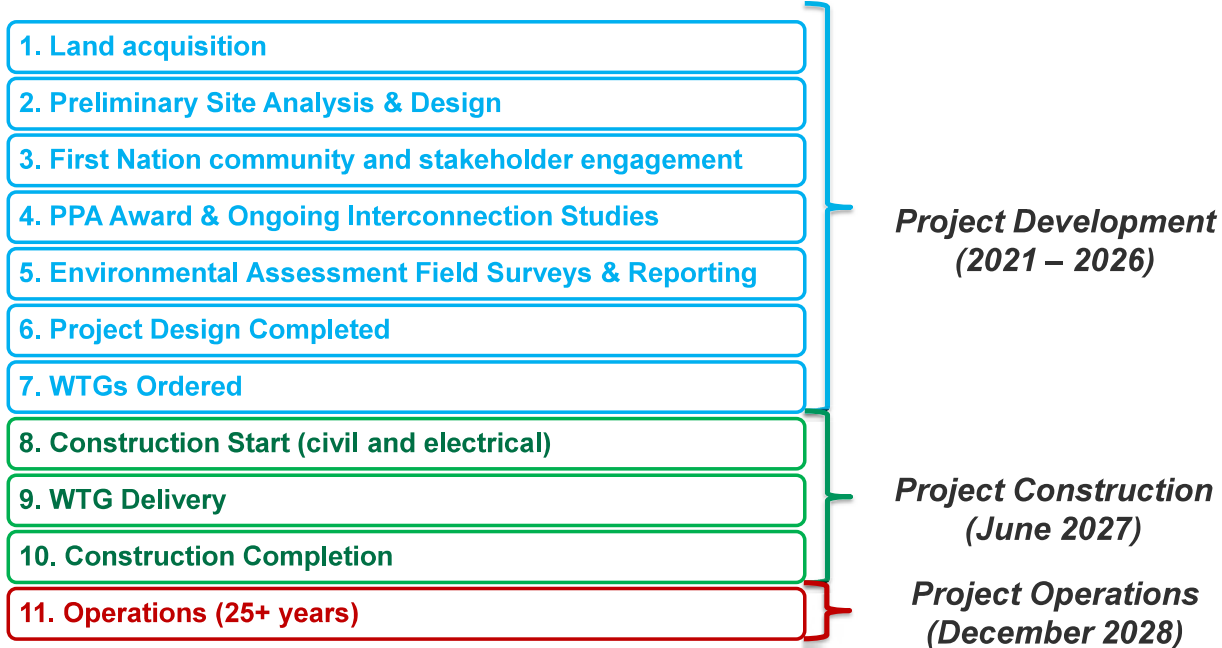 1. Land acquisition
2. Preliminary Site Analysis & Design
3. First Nation community and stakeholder engagement
4. PPA Award & Ongoing Interconnection Studies
5. Environmental Assessment Field Surveys & Reporting
6. Project Design Completed
7. WTGs Ordered
Project Development
(2021 – 2026)
8. Construction Start (civil and electrical)
9. WTG Delivery
10. Construction Completion
Project Construction
(June 2027)
11. Operations (25+ years)
Project Operations
(December 2028)